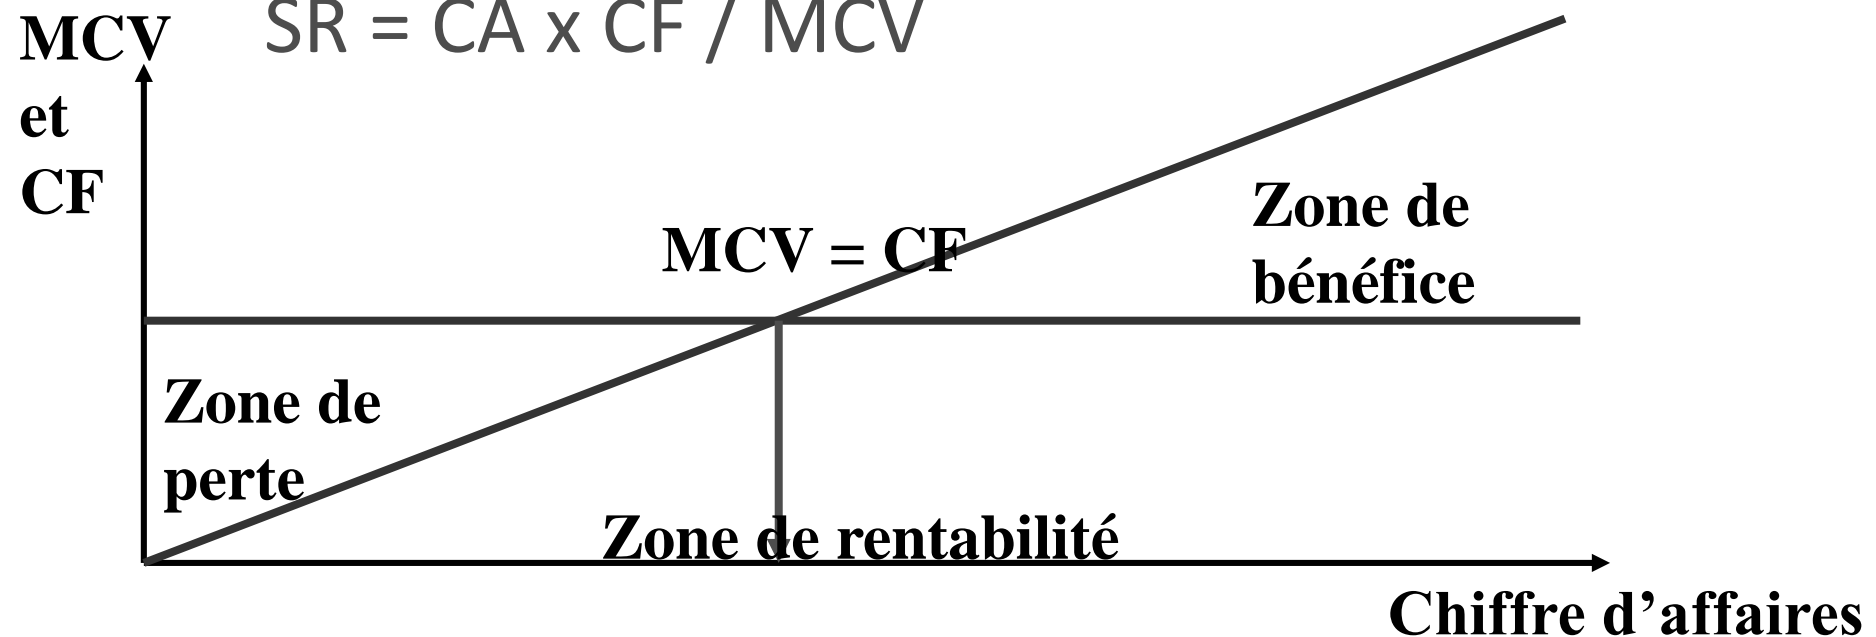 SR = CA x CF / MCV
MCV
et
CF
MCV = CF
Zone de
bénéfice
Zone de
perte
Zone de rentabilité
Chiffre d’affaires